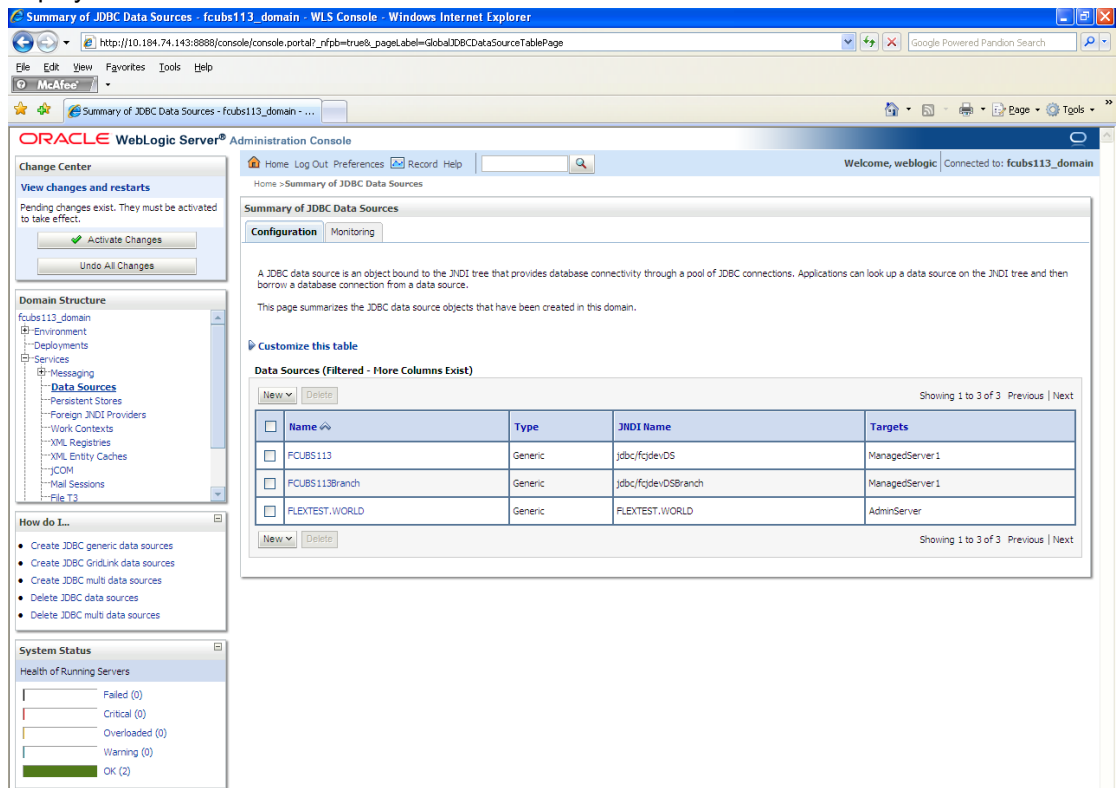 Summary of JDBC Data Sources - fcubs113_domain - WLS Console - Windows Internet Explorer
http://10.184.74.143:8888/console/console.portal?_nfpb=true&_pageLabel=GlobalJDBCDataSourceTablePage
Google Powered Pandion Search
File Edit View Favorites Tools Help
McAfee
Summary of JDBC Data Sources - fcubs113_domain - ...
Page Tools
ORACLE WebLogic Server® Administration Console
Change Center
View changes and restarts
Pending changes exist. They must be activated
to take effect.
Activate Changes
Undo All Changes
Domain Structure
fcubs113_domain
Environment
Deployments
Services
Messaging
Data Sources
Persistent Stores
Foreign JNDI Providers
Work Contexts
XML Registries
XML Entity Caches
jCOM
Mail Sessions
File T3
How do I...
Create JDBC generic data sources
Create JDBC GridLink data sources
Create JDBC multi data sources
Delete JDBC data sources
Delete JDBC multi data sources
System Status
Health of Running Servers
Failed (0)
Critical (0)
Overloaded (0)
Warning (0)
OK (2)
Home Log Out Preferences Record Help
Welcome, weblogic Connected to: fcubs113_domain
Home >Summary of JDBC Data Sources
Summary of JDBC Data Sources
Configuration Monitoring
A JDBC data source is an object bound to the JNDI tree that provides database connectivity through a pool of JDBC connections. Applications can look up a data source on the JNDI tree and then
borrow a database connection from a data source.
This page summarizes the JDBC data source objects that have been created in this domain.
Customize this table
Data Sources (Filtered - More Columns Exist)
New Delete Showing 1 to 3 of 3 Previous | Next
Name Type JNDI Name Targets
FCUBS113 Generic jdbc/fcjdevDS ManagedServer1
FCUBS113Branch Generic jdbc/fcjdevDSBranch ManagedServer1
FLEXTEST.WORLD Generic FLEXTEST.WORLD AdminServer
New Delete Showing 1 to 3 of 3 Previous | Next